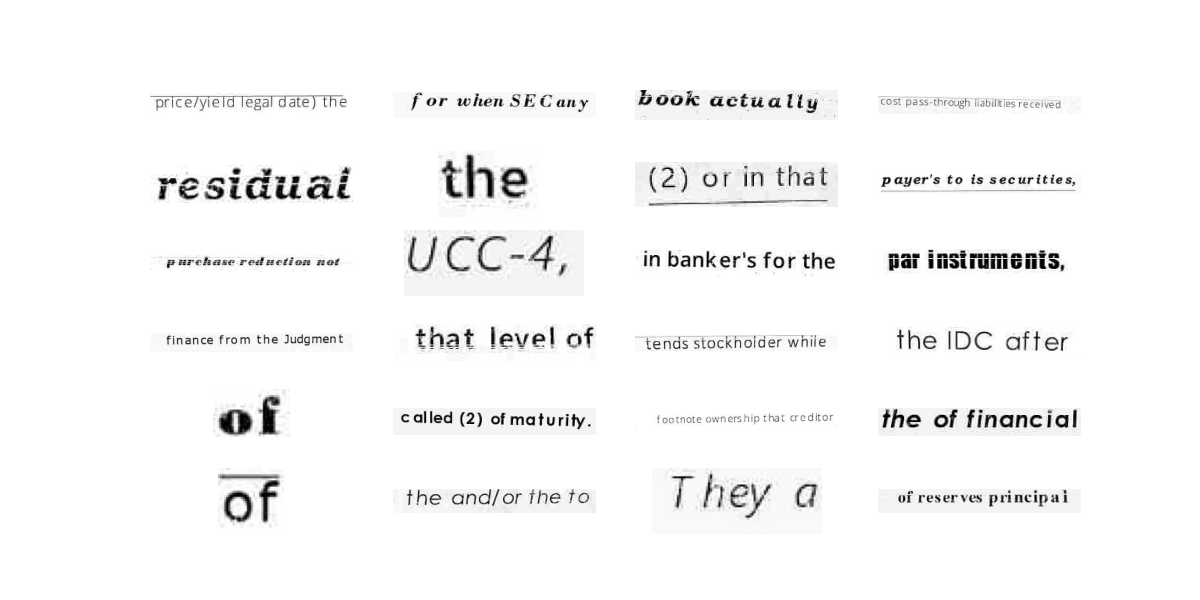 price/yield legal date) the
for when SEC any
book actually
cost pass-through liabilities received
residual
the
(2) or in that
payer's to is securities,
purchase reduction not
UCC-4,
in banker's for the
par instruments,
finance from the Judgment
that level of
tends stockholder while
the IDC after
of
called (2) of maturity.
footnote ownership that creditor
the of financial
of
the and/or the to
They a
of reserves principal